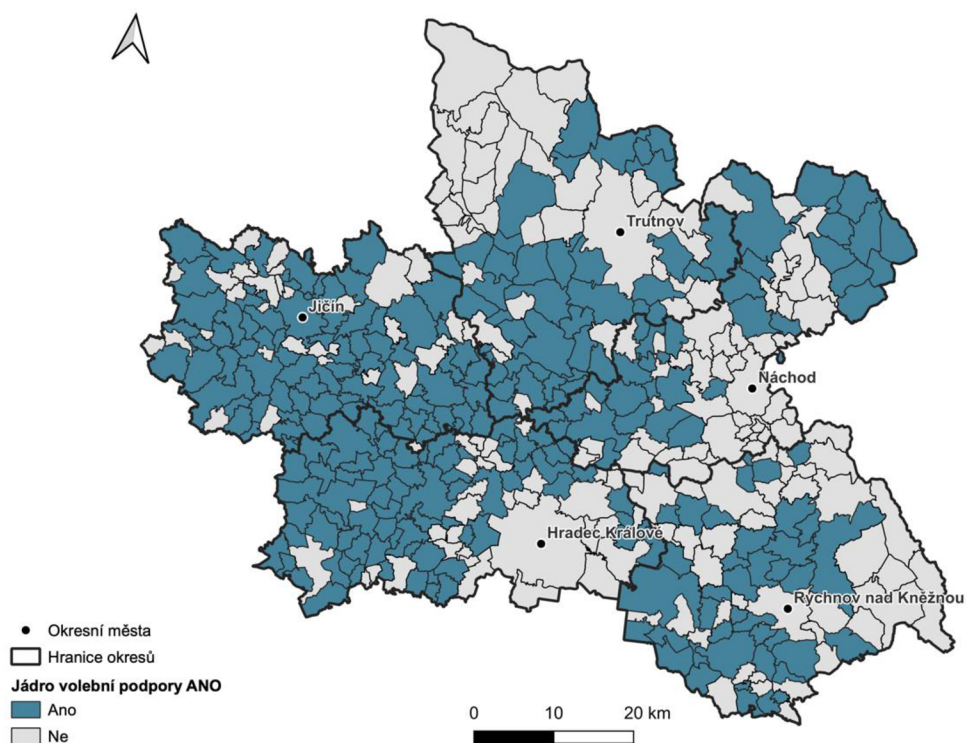 Trutnov
Jičín
Náchod
Hradec Králové
Rychnov nad Kněžnou
Okresní města
Hranice okresů
Jádro volební podpory ANO
Ano
Ne
0 10 20 km